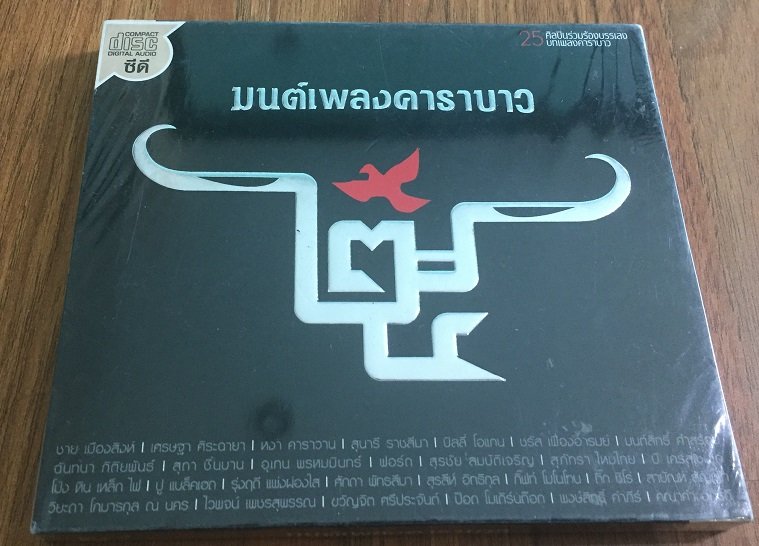 COMPACT
disc
DIGITAL AUDIO
ซีดี
25 ศิลปินร่วมร้องบรรเลง
บทเพลงคาราบาว
มนต์เพลงคาราบาว
ชาย เมืองสิงห์ | เศรษฐา ศิระฉายา | หงา คาราวาน | สุนารี ราชสีมา | บิลลี่ โอแกน | ชรัส เฟื่องอารมย์ | มนต์สิทธิ์ คำสร้อย
ฉันทนา กิติยพันธ์ | สุภา ชื่นบาน | อุเทน พรหมมินทร์ | ฟอร์ด | สุรชัย สมบัติเจริญ | สุภัทรา
โป่ง หิน เหล็ก ไฟ | ปู แบล็คเฮด | รุ่งฤดี แพ่งผ่องใส | ศักดา พัทธสีมา | สุรสีห์ อิทธิกุล | กีฟท์ โมโนโทน | ติ๊ก ชีโร่ |
วิยะดา โกมารกุล ณ นคร | ไวพจน์ เพชรสุพรรณ | ขวัญจิต ศรีประจันต์ | ป๊อด โมเดิร์นด็อก | พงษ์สิทธิ์ คำภีร์ |